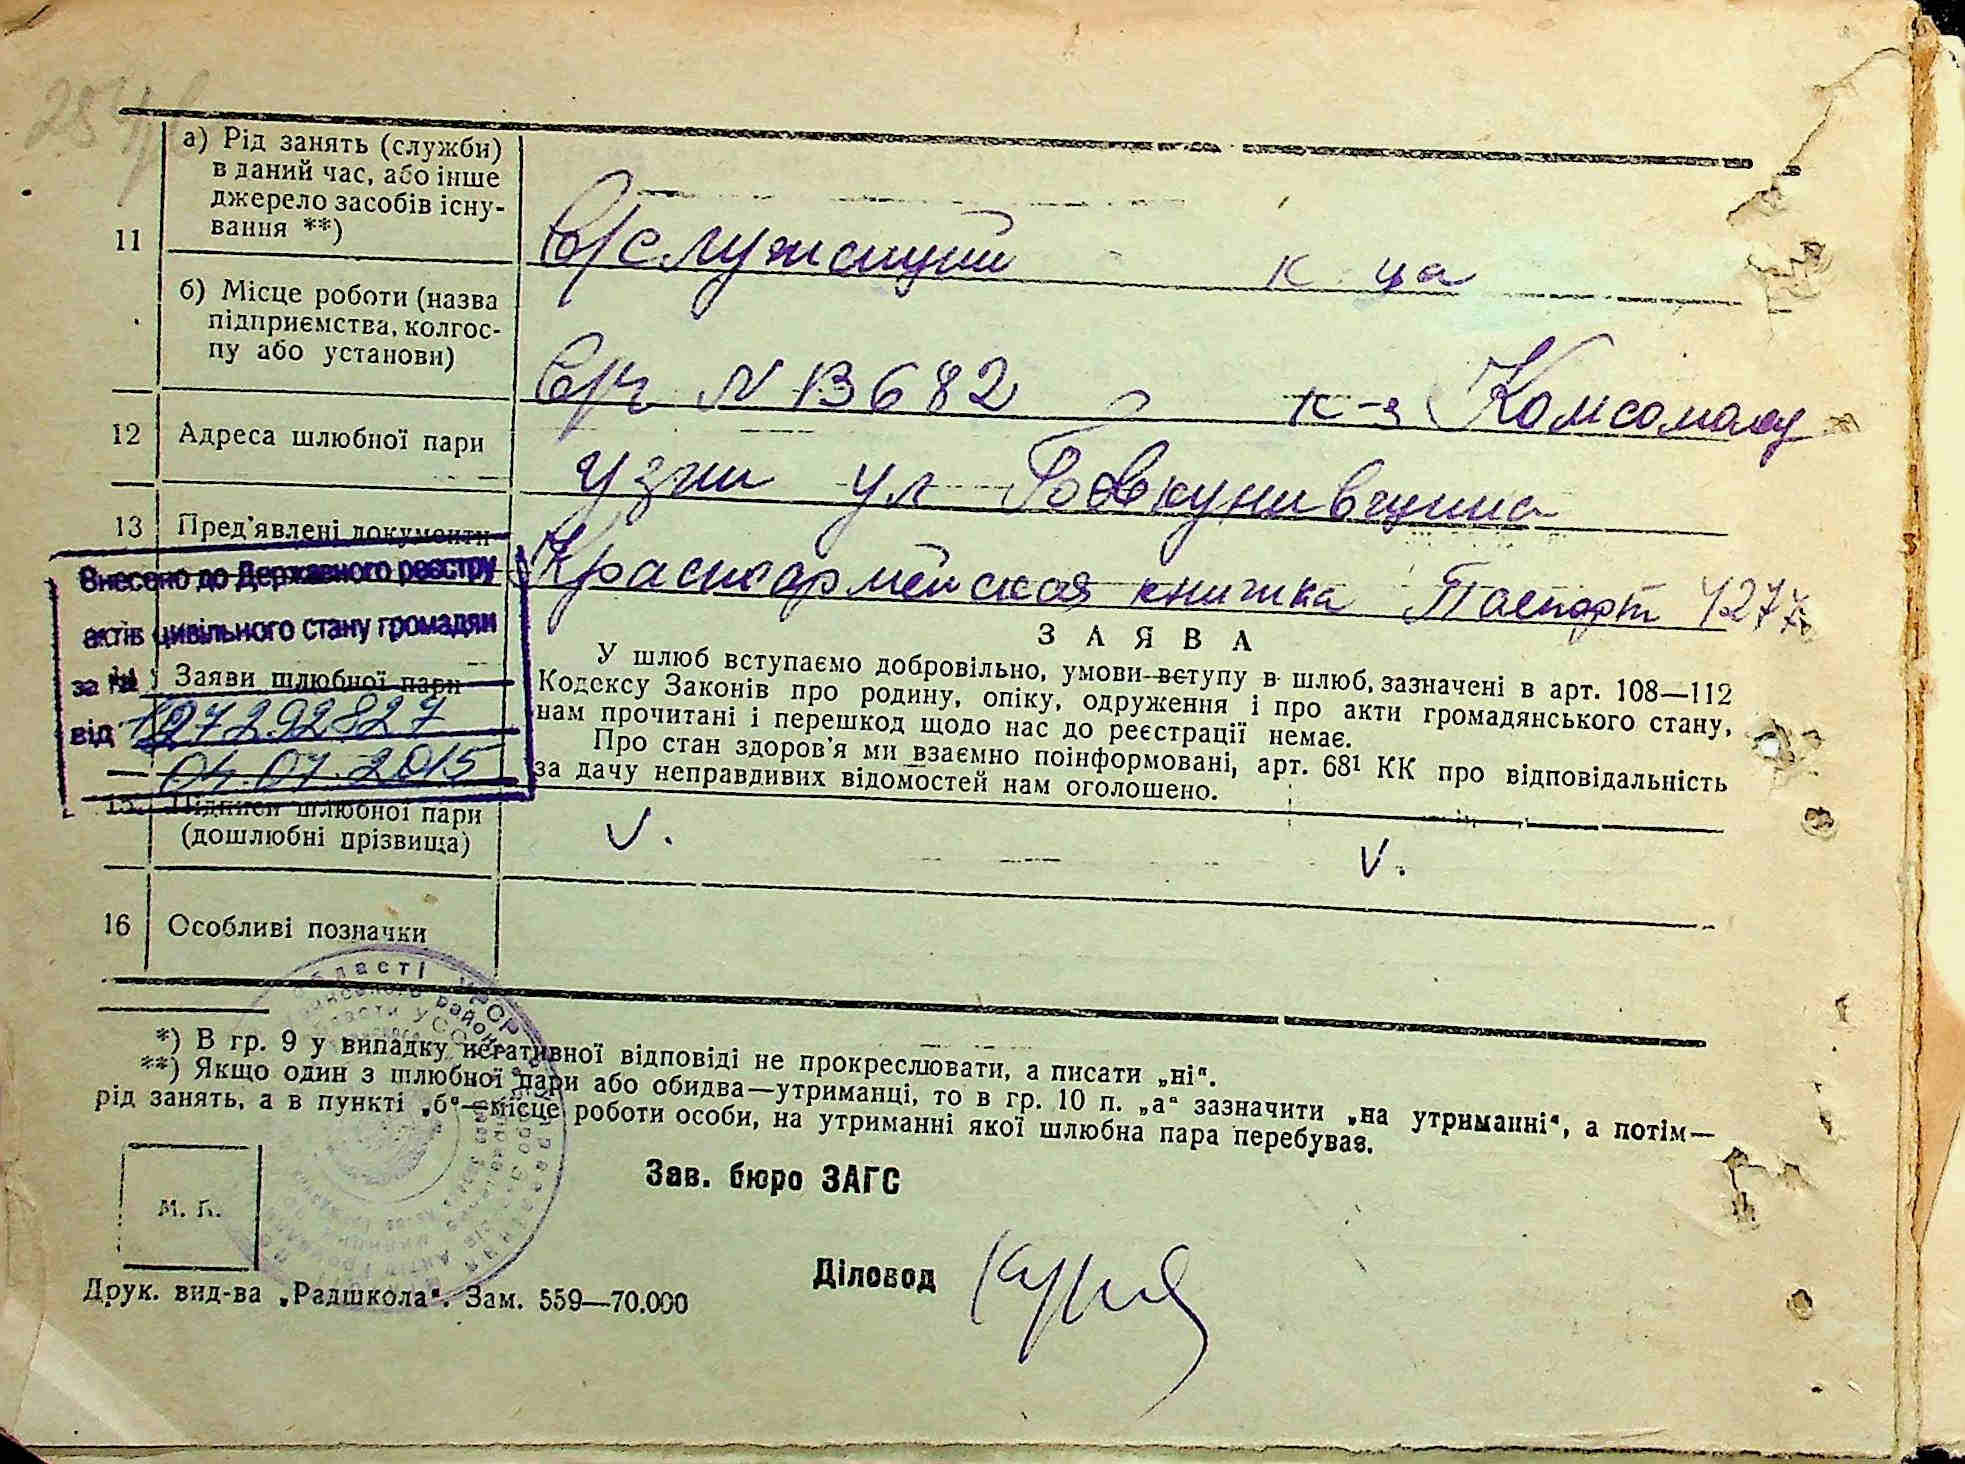 11
а) Рід занять (служби)
в даний час, або інше
джерело засобів існу-
вання **)
В/служащий к-ца
б) Місце роботи (назва
підприємства, колгос-
пу або установи)
В/ч N 13682 к-з Комсомолец
12 Адреса шлюбної пари
Узин ул
13 Пред'явлені документи
Красноармейская книжка Паспорт
Внесено до Державного реєстру
актів цивільного стану громадян
за №
від
04.07.2015
Заяви шлюбної пари
ЗАЯВА
У шлюб вступаємо добровільно, умови вступу в шлюб, зазначені в арт. 108—112
Кодексу Законів про родину, опіку, одруження і про акти громадянського стану,
нам прочитані і перешкод щодо нас до реєстрації немає.
Про стан здоров'я ми взаємно поінформовані, арт. 68¹ КК про відповідальність
за дачу неправдивих відомостей нам оголошено.
15. Підписи шлюбної пари
(дошлюбні прізвища)
V. V.
16 Особливі позначки
*) В гр. 9 у випадку негативної відповіді не прокреслювати, а писати „ні".
**) Якщо один з шлюбної пари або обидва—утриманці, то в гр. 10 п. „а" зазначити „на утриманні", а потім—
рід занять, а в пункті „б"—місце роботи особи, на утриманні якої шлюбна пара перебуває.
Зав. бюро ЗАГС
М. П.
Діловод
Друк. вид-ва „Радшкола". Зам. 559—70.000